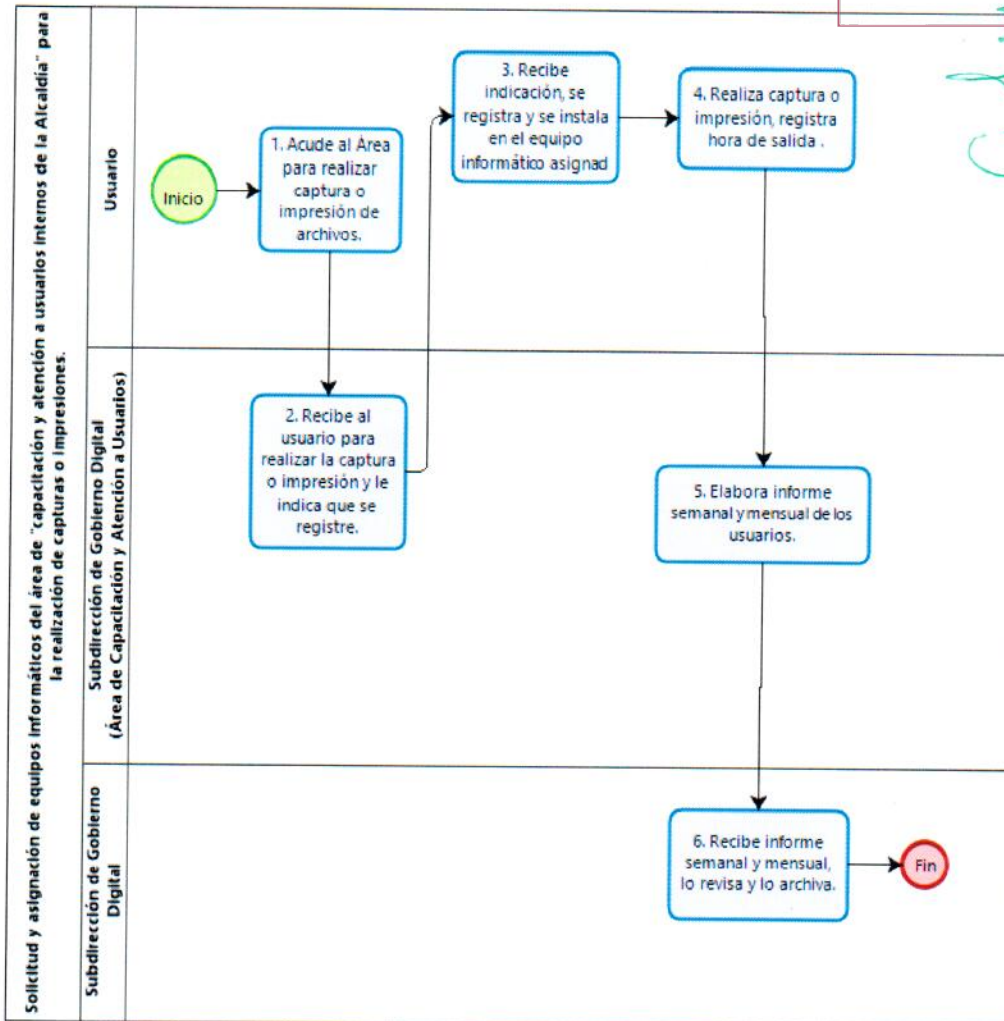 Solicitud y asignación de equipos informáticos del área de "capacitación y atención a usuarios internos de la Alcaldía" para
la realización de capturas o impresiones.
Usuario
Inicio
1. Acude al Área
para realizar
captura o
impresión de
archivos.
3. Recibe
indicación, se
registra y se instala
en el equipo
informático asignad
4. Realiza captura o
impresión, registra
hora de salida .
Subdirección de Gobierno Digital
(Área de Capacitación y Atención a Usuarios)
2. Recibe al
usuario para
realizar la captura
o impresión y le
indica que se
registre.
5. Elabora informe
semanal y mensual de los
usuarios.
Subdirección de Gobierno
Digital
6. Recibe informe
semanal y mensual,
lo revisa y lo archiva.
Fin